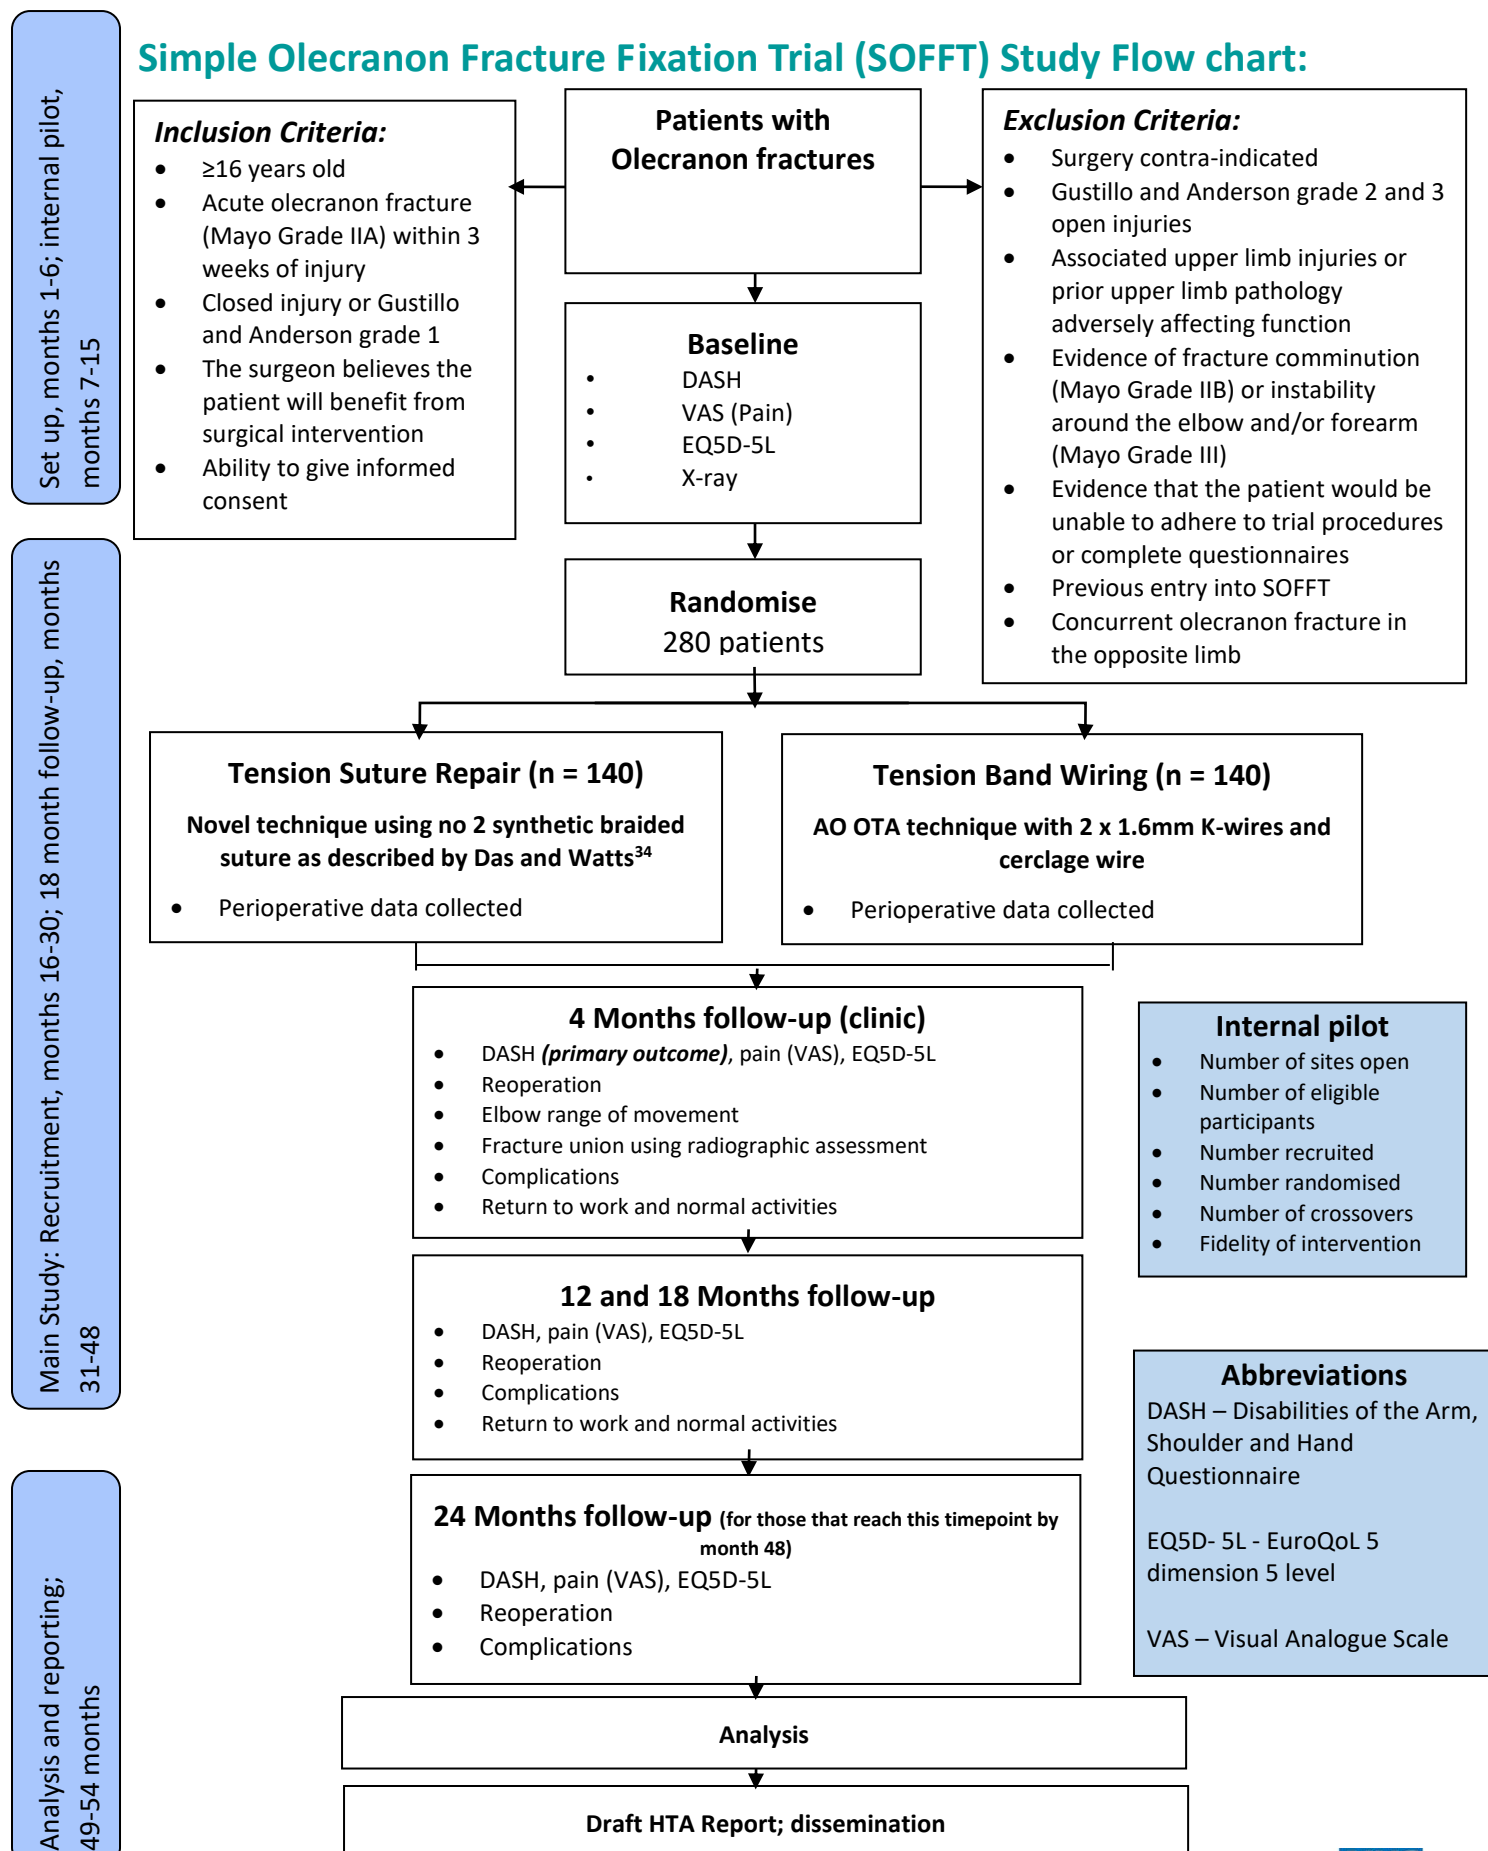 Simple Olecranon Fracture Fixation Trial (SOFFT) Study Flow chart:
Set up, months 1-6; internal pilot,
months 7-15
Inclusion Criteria:
• ≥16 years old
• Acute olecranon fracture
(Mayo Grade IIA) within 3
weeks of injury
• Closed injury or Gustillo
and Anderson grade 1
• The surgeon believes the
patient will benefit from
surgical intervention
• Ability to give informed
consent
Patients with
Olecranon fractures
Exclusion Criteria:
• Surgery contra-indicated
• Gustillo and Anderson grade 2 and 3
open injuries
• Associated upper limb injuries or
prior upper limb pathology
adversely affecting function
• Evidence of fracture comminution
(Mayo Grade IIB) or instability
around the elbow and/or forearm
(Mayo Grade III)
• Evidence that the patient would be
unable to adhere to trial procedures
or complete questionnaires
• Previous entry into SOFFT
• Concurrent olecranon fracture in
the opposite limb
Baseline
• DASH
• VAS (Pain)
• EQ5D-5L
• X-ray
Randomise
280 patients
Main Study: Recruitment, months 16-30; 18 month follow-up, months
31-48
Tension Suture Repair (n = 140)
Novel technique using no 2 synthetic braided
suture as described by Das and Watts34
• Perioperative data collected
Tension Band Wiring (n = 140)
AO OTA technique with 2 x 1.6mm K-wires and
cerclage wire
• Perioperative data collected
4 Months follow-up (clinic)
• DASH (primary outcome), pain (VAS), EQ5D-5L
• Reoperation
• Elbow range of movement
• Fracture union using radiographic assessment
• Complications
• Return to work and normal activities
Internal pilot
• Number of sites open
• Number of eligible
participants
• Number recruited
• Number randomised
• Number of crossovers
• Fidelity of intervention
12 and 18 Months follow-up
• DASH, pain (VAS), EQ5D-5L
• Reoperation
• Complications
• Return to work and normal activities
Abbreviations
DASH – Disabilities of the Arm,
Shoulder and Hand
Questionnaire
EQ5D- 5L - EuroQoL 5
dimension 5 level
VAS – Visual Analogue Scale
24 Months follow-up (for those that reach this timepoint by
month 48)
• DASH, pain (VAS), EQ5D-5L
• Reoperation
• Complications
Analysis and reporting;
49-54 months
Analysis
Draft HTA Report; dissemination